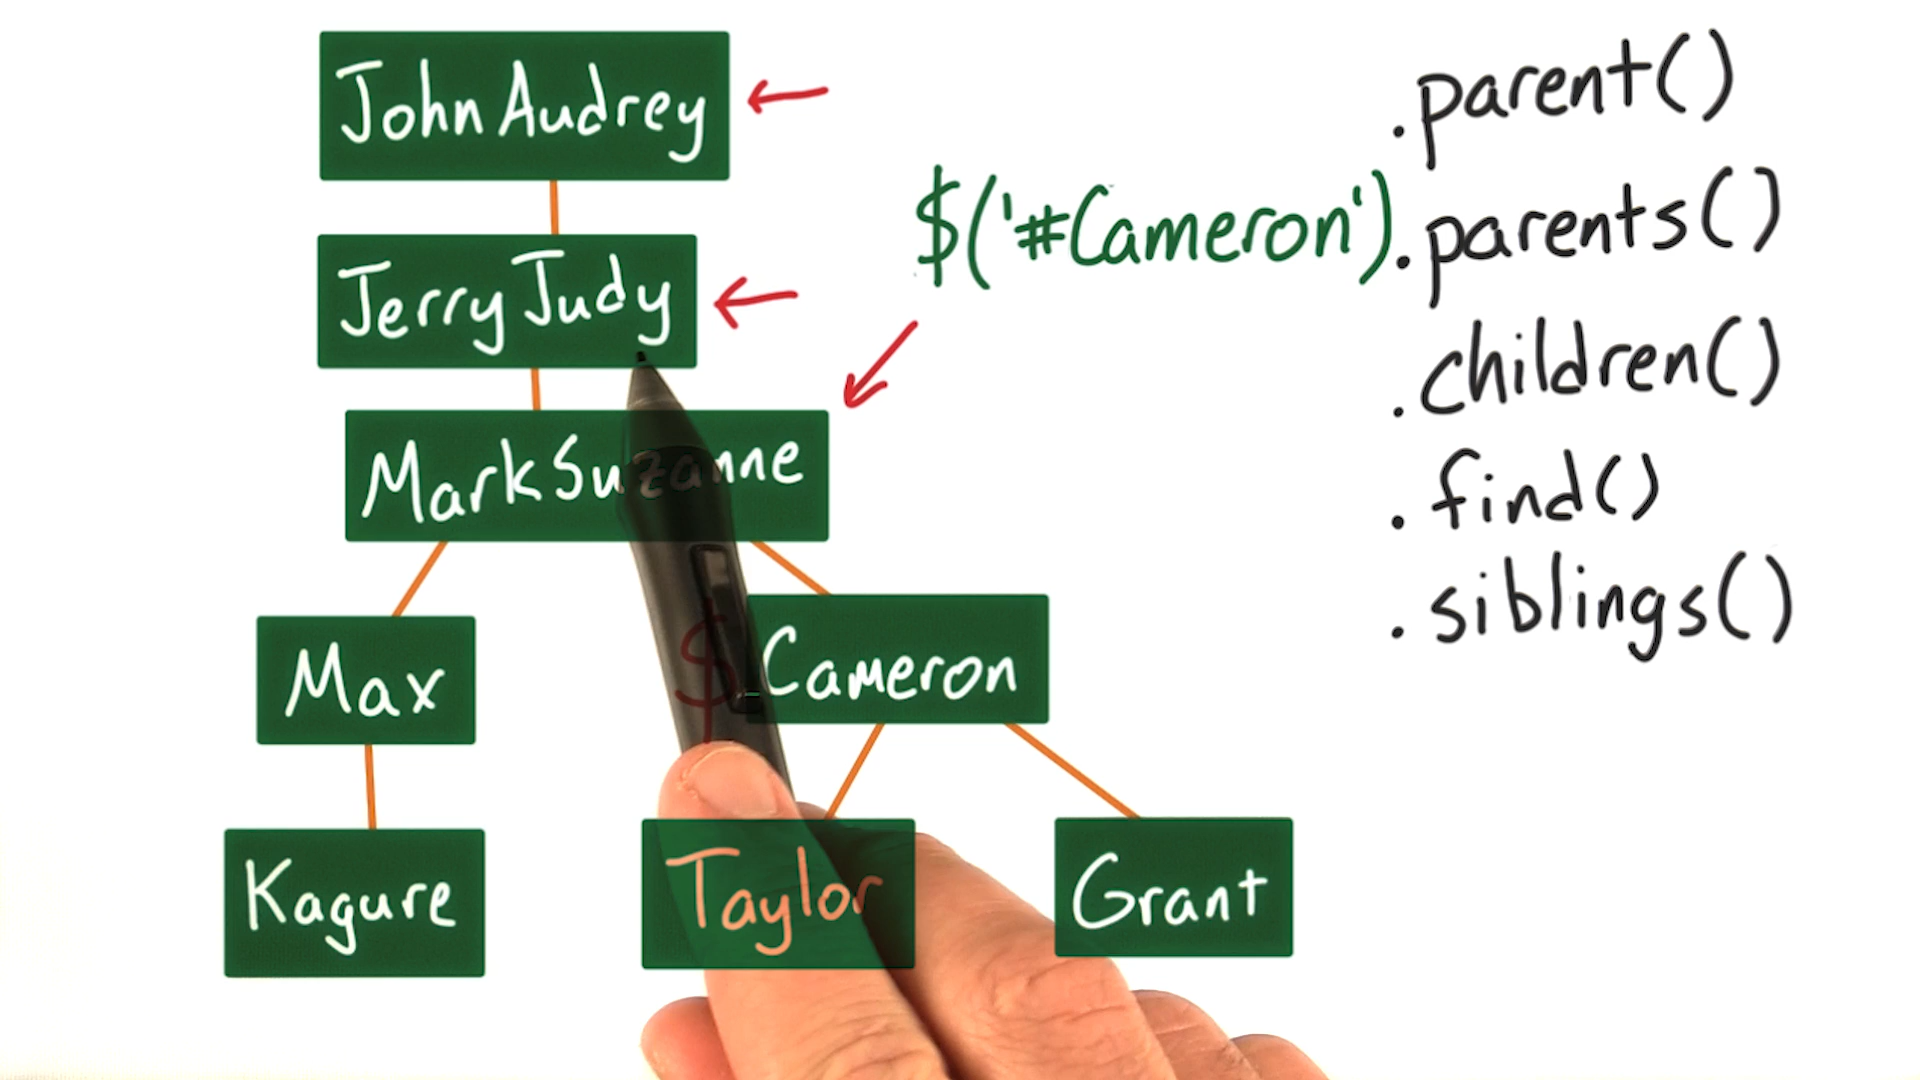 John Audrey
.parent()
$('#Cameron')
.parents()
Jerry Judy
.children()
Mark Suzanne
.find()
.siblings()
Max
$
Cameron
Kagure
Taylor
Grant